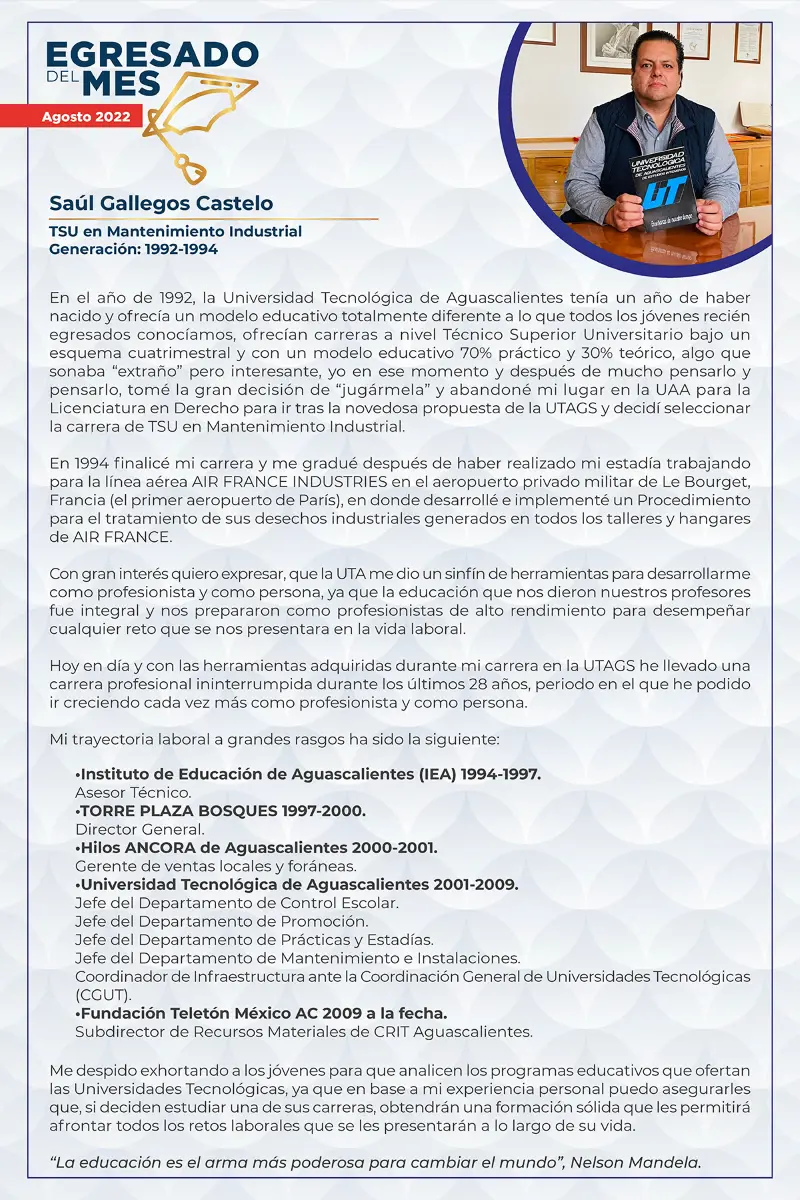 EGRESADO
DEL MES
Agosto 2022
UNIVERSIDAD
TECNOLÓGICA
DE AGUASCALIENTES
UT
Saúl Gallegos Castelo
TSU en Mantenimiento Industrial
Generación: 1992-1994
En el año de 1992, la Universidad Tecnológica de Aguascalientes tenía un año de haber
nacido y ofrecía un modelo educativo totalmente diferente a lo que todos los jóvenes recién
egresados conocíamos, ofrecían carreras a nivel Técnico Superior Universitario bajo un
esquema cuatrimestral y con un modelo educativo 70% práctico y 30% teórico, algo que
sonaba “extraño” pero interesante, yo en ese momento y después de mucho pensarlo y
pensarlo, tomé la gran decisión de “jugármela” y abandoné mi lugar en la UAA para la
Licenciatura en Derecho para ir tras la novedosa propuesta de la UTAGS y decidí seleccionar
la carrera de TSU en Mantenimiento Industrial.
En 1994 finalicé mi carrera y me gradué después de haber realizado mi estadía trabajando
para la línea aérea AIR FRANCE INDUSTRIES en el aeropuerto privado militar de Le Bourget,
Francia (el primer aeropuerto de París), en donde desarrollé e implementé un Procedimiento
para el tratamiento de sus desechos industriales generados en todos los talleres y hangares
de AIR FRANCE.
Con gran interés quiero expresar, que la UTA me dio un sinfín de herramientas para desarrollarme
como profesionista y como persona, ya que la educación que nos dieron nuestros profesores
fue integral y nos prepararon como profesionistas de alto rendimiento para desempeñar
cualquier reto que se nos presentara en la vida laboral.
Hoy en día y con las herramientas adquiridas durante mi carrera en la UTAGS he llevado una
carrera profesional ininterrumpida durante los últimos 28 años, periodo en el que he podido
ir creciendo cada vez más como profesionista y como persona.
Mi trayectoria laboral a grandes rasgos ha sido la siguiente:
•Instituto de Educación de Aguascalientes (IEA) 1994-1997.
Asesor Técnico.
•TORRE PLAZA BOSQUES 1997-2000.
Director General.
•Hilos ANCORA de Aguascalientes 2000-2001.
Gerente de ventas locales y foráneas.
•Universidad Tecnológica de Aguascalientes 2001-2009.
Jefe del Departamento de Control Escolar.
Jefe del Departamento de Promoción.
Jefe del Departamento de Prácticas y Estadías.
Jefe del Departamento de Mantenimiento e Instalaciones.
Coordinador de Infraestructura ante la Coordinación General de Universidades Tecnológicas
(CGUT).
•Fundación Teletón México AC 2009 a la fecha.
Subdirector de Recursos Materiales de CRIT Aguascalientes.
Me despido exhortando a los jóvenes para que analicen los programas educativos que ofertan
las Universidades Tecnológicas, ya que en base a mi experiencia personal puedo asegurarles
que, si deciden estudiar una de sus carreras, obtendrán una formación sólida que les permitirá
afrontar todos los retos laborales que se les presentarán a lo largo de su vida.
“La educación es el arma más poderosa para cambiar el mundo”, Nelson Mandela.